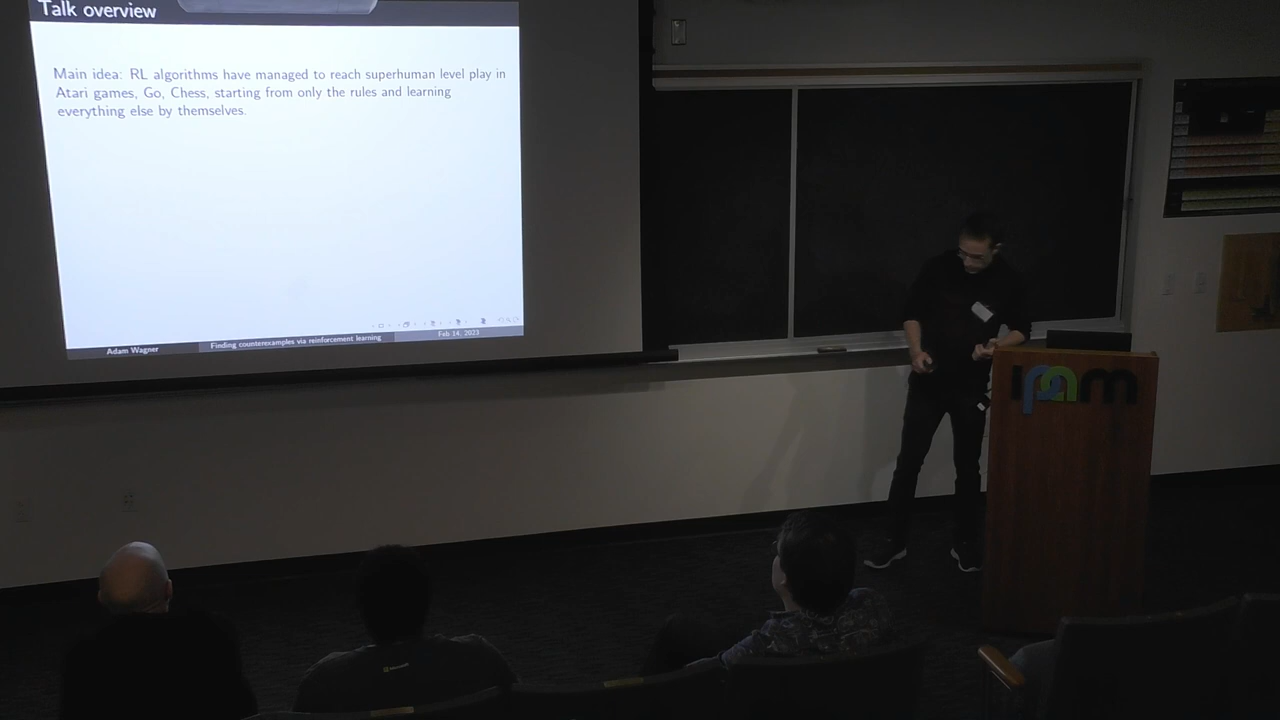 Talk overview
Main idea: RL algorithms have managed to reach superhuman level play in
Atari games, Go, Chess, starting from only the rules and learning
everything else by themselves.
Adam Wagner
Finding counterexamples via reinforcement learning
Feb 14, 2023
ipam
Microsoft